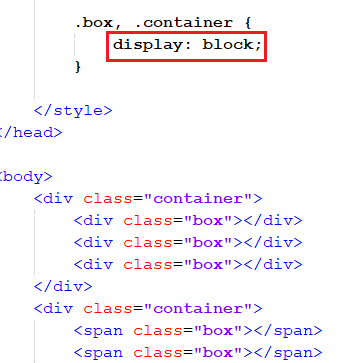 .box, .container {
display: block;
}
</style>
</head>
<body>
<div class="container">
<div class="box"></div>
<div class="box"></div>
<div class="box"></div>
</div>
<div class="container">
<span class="box"></span>
<span class="box"></span>